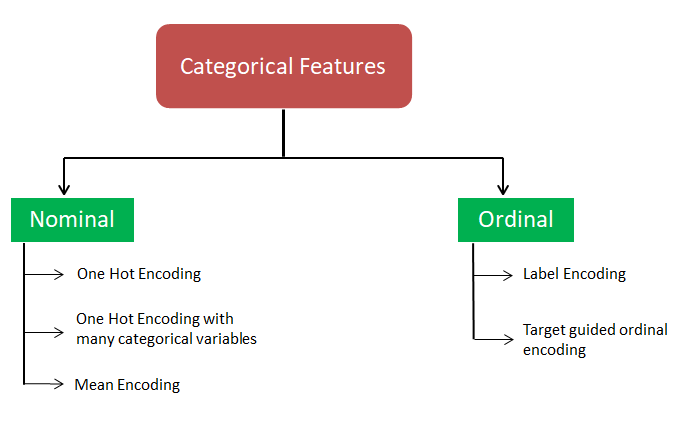 Categorical Features
Nominal
One Hot Encoding
One Hot Encoding with
many categorical variables
Mean Encoding
Ordinal
Label Encoding
Target guided ordinal
encoding